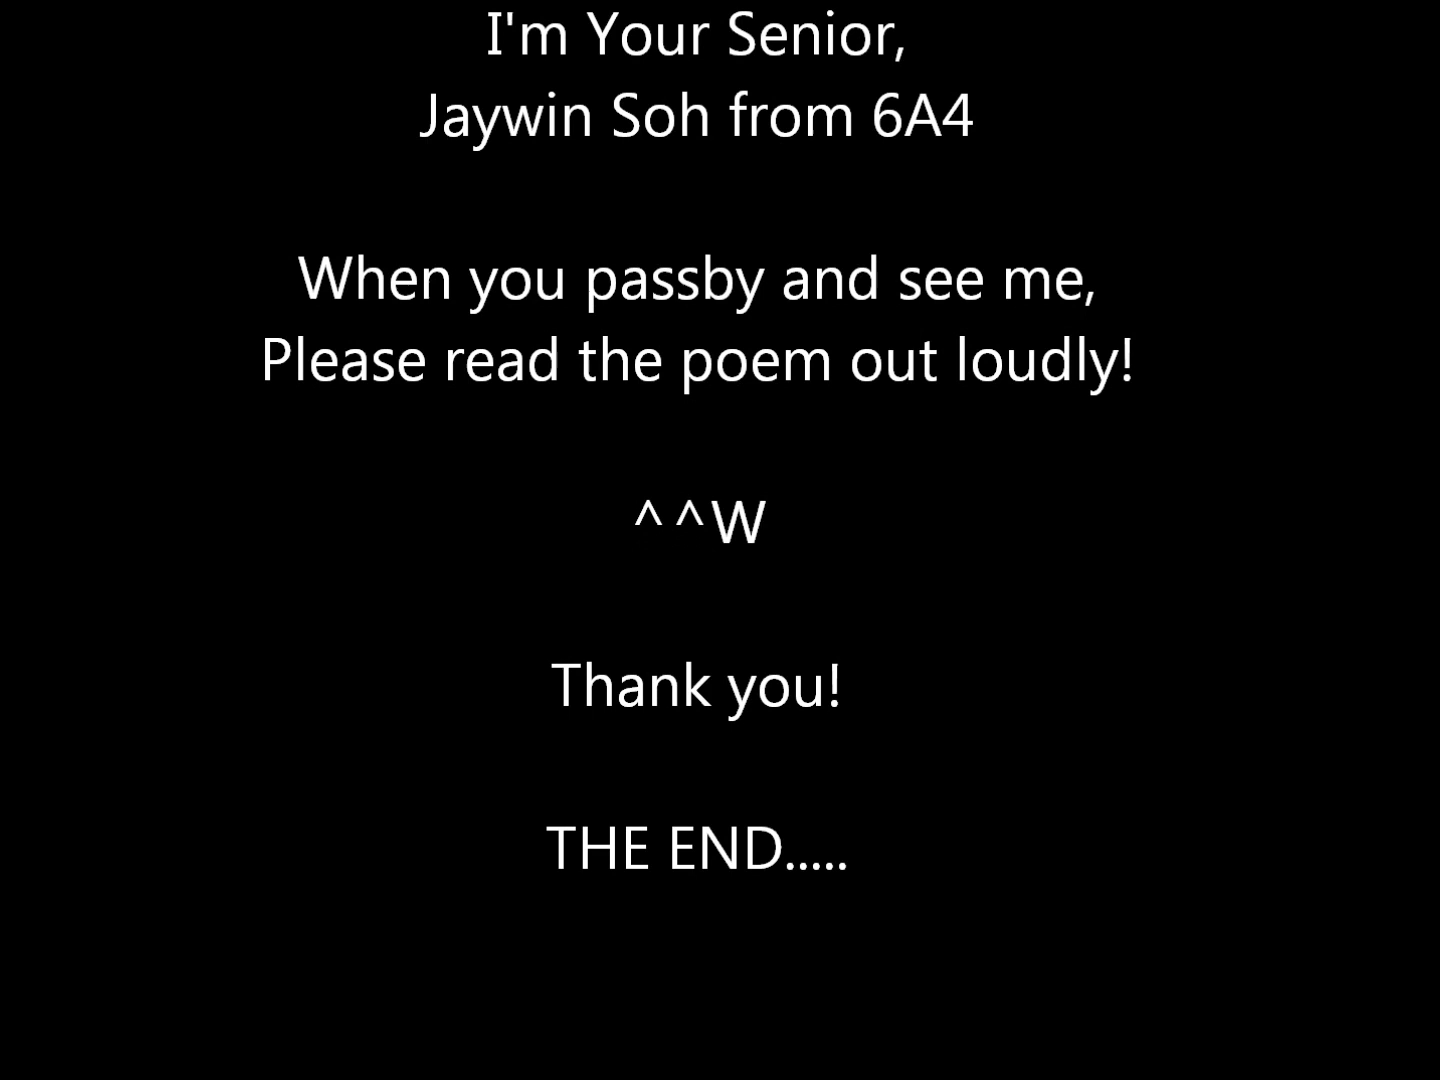 I'm Your Senior,
Jaywin Soh from 6A4
When you passby and see me,
Please read the poem out loudly!
^^W
Thank you!
THE END.....